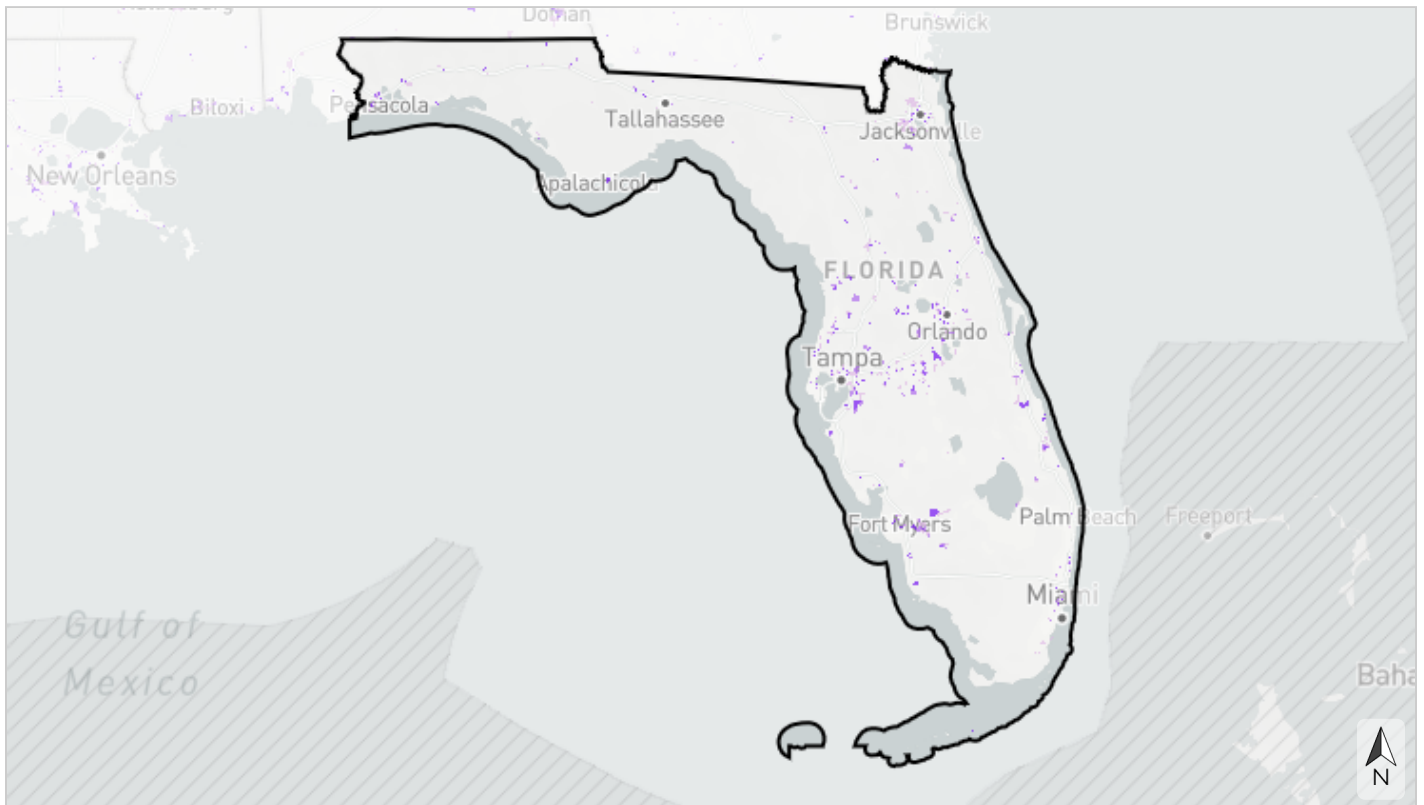 Dothan
Brunswick
Biloxi
Pensacola
Tallahassee
Jacksonville
New Orleans
Apalachicola
FLORIDA
Orlando
Tampa
Fort Myers
Palm Beach
Freeport
Miami
Gulf of
Mexico
Baha
N